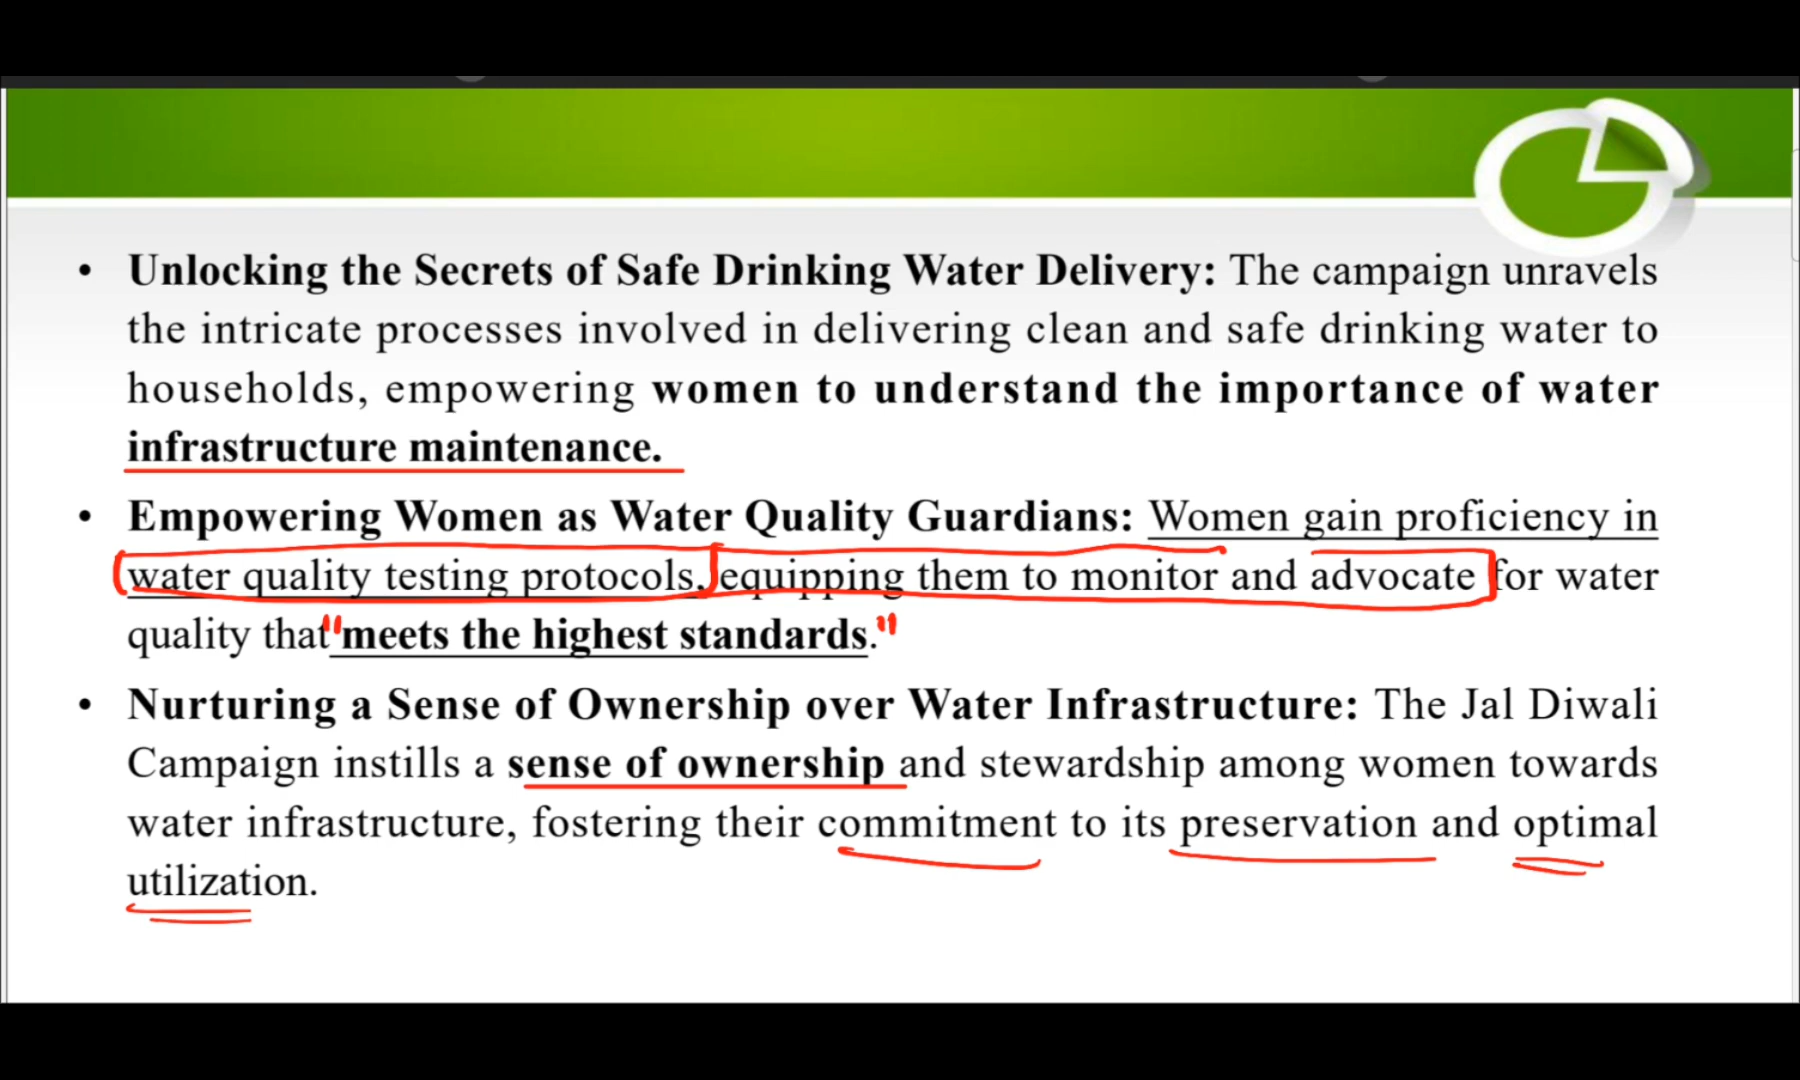 • Unlocking the Secrets of Safe Drinking Water Delivery: The campaign unravels
the intricate processes involved in delivering clean and safe drinking water to
households, empowering women to understand the importance of water
infrastructure maintenance.
• Empowering Women as Water Quality Guardians: Women gain proficiency in
water quality testing protocols, equipping them to monitor and advocate for water
quality that "meets the highest standards."
• Nurturing a Sense of Ownership over Water Infrastructure: The Jal Diwali
Campaign instills a sense of ownership and stewardship among women towards
water infrastructure, fostering their commitment to its preservation and optimal
utilization.